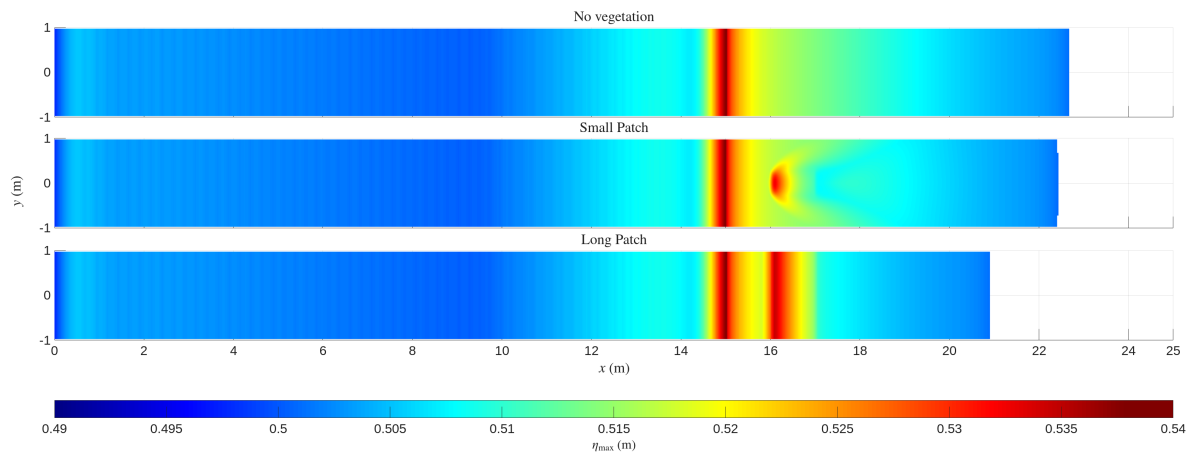 No vegetation
1
0
-1
Small Patch
1
0
-1
y (m)
Long Patch
1
0
-1
0 2 4 6 8 10 12 14 16 18 20 22 24 25
x (m)
0.49 0.495 0.5 0.505 0.51 0.515 0.52 0.525 0.53 0.535 0.54
ηmax (m)